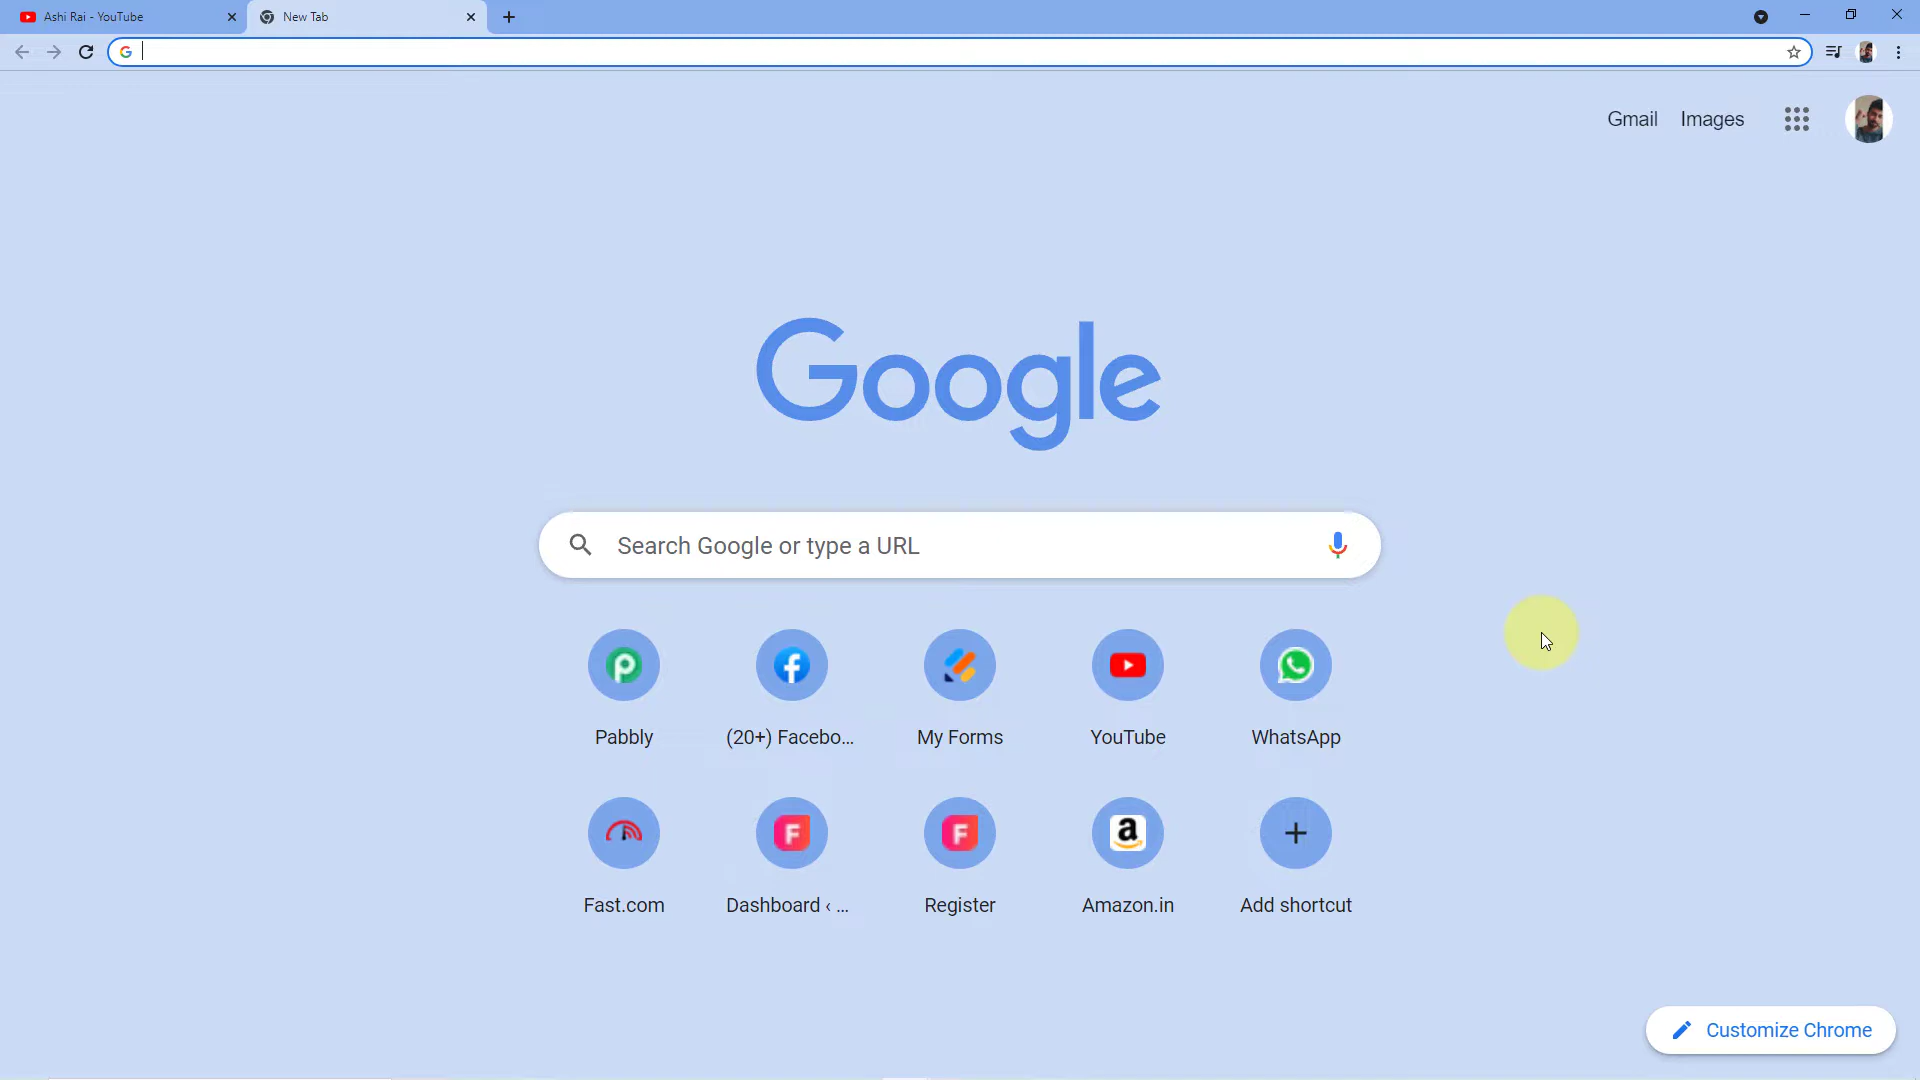 Ashi Rai - YouTube
New Tab
Gmail
Images
Google
Search Google or type a URL
Pabbly
(20+) Facebo...
My Forms
YouTube
WhatsApp
Fast.com
Dashboard ‹ ...
Register
Amazon.in
Add shortcut
Customize Chrome